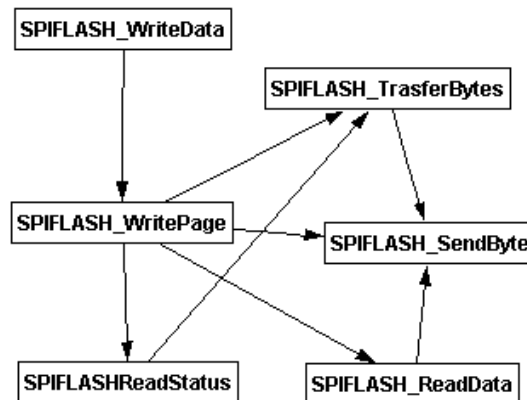 SPIFLASH_WriteData
SPIFLASH_TrasferBytes
SPIFLASH_WritePage
SPIFLASH_SendByte
SPIFLASHReadStatus
SPIFLASH_ReadData